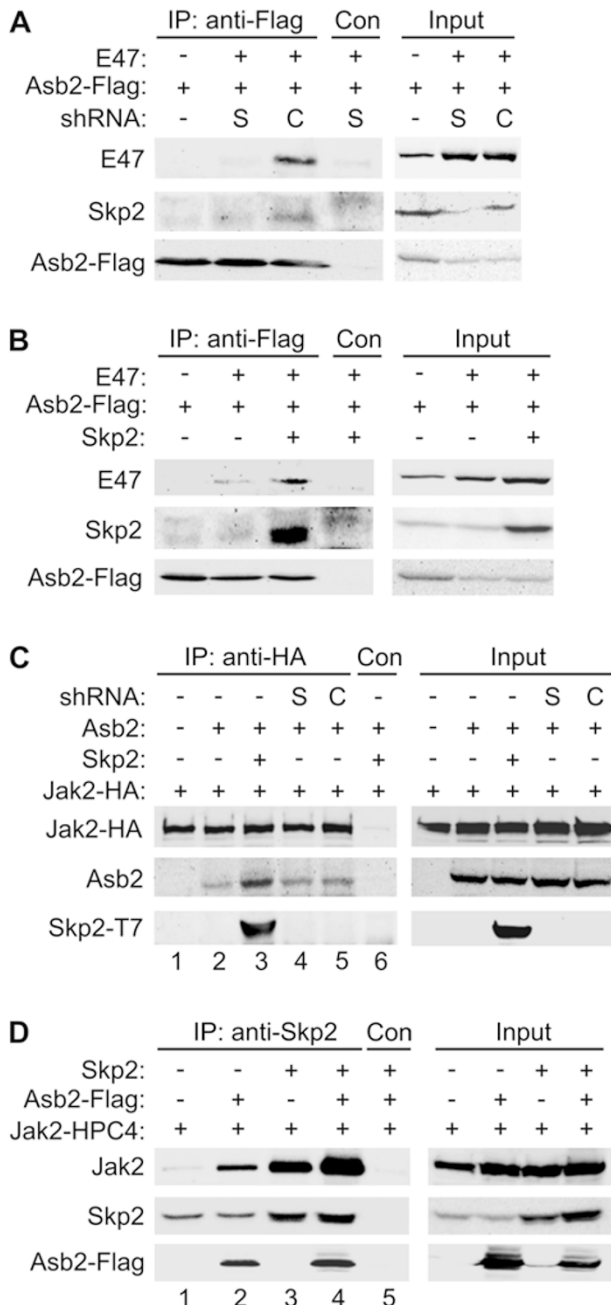 A IP: anti-Flag Con Input
E47: - + + + - + +
Asb2-Flag: + + + + + + +
shRNA: - S C S - S C
E47
Skp2
Asb2-Flag
B IP: anti-Flag Con Input
E47: - + + + - + +
Asb2-Flag: + + + + + + +
Skp2: - - + + - - +
E47
Skp2
Asb2-Flag
C IP: anti-HA Con Input
shRNA: - - - S C - - - - S C
Asb2: - + + + + + - + + + +
Skp2: - - + - - + - - + - -
Jak2-HA: + + + + + + + + + + +
Jak2-HA
Asb2
Skp2-T7
1 2 3 4 5 6
D IP: anti-Skp2 Con Input
Skp2: - - + + + - - + +
Asb2-Flag: - + - + + - + - +
Jak2-HPC4: + + + + + + + + +
Jak2
Skp2
Asb2-Flag
1 2 3 4 5